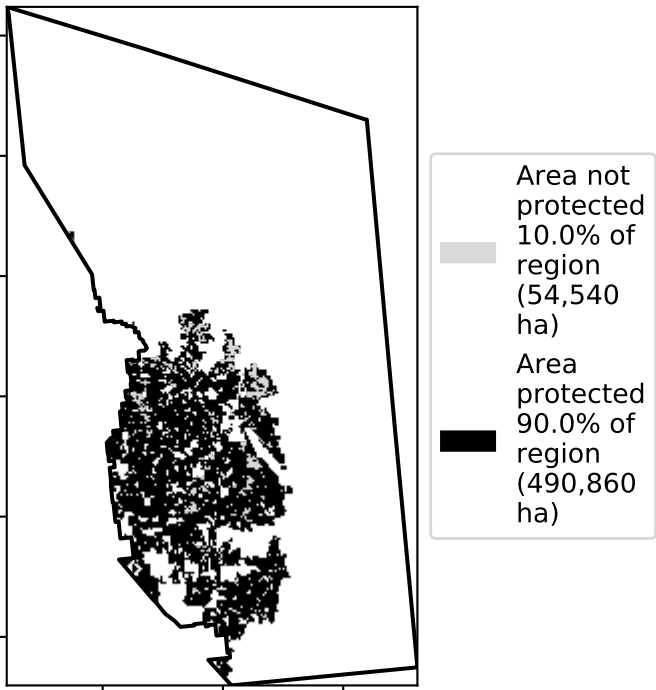 Area not
protected
10.0% of
region
(54,540
ha)
Area
protected
90.0% of
region
(490,860
ha)